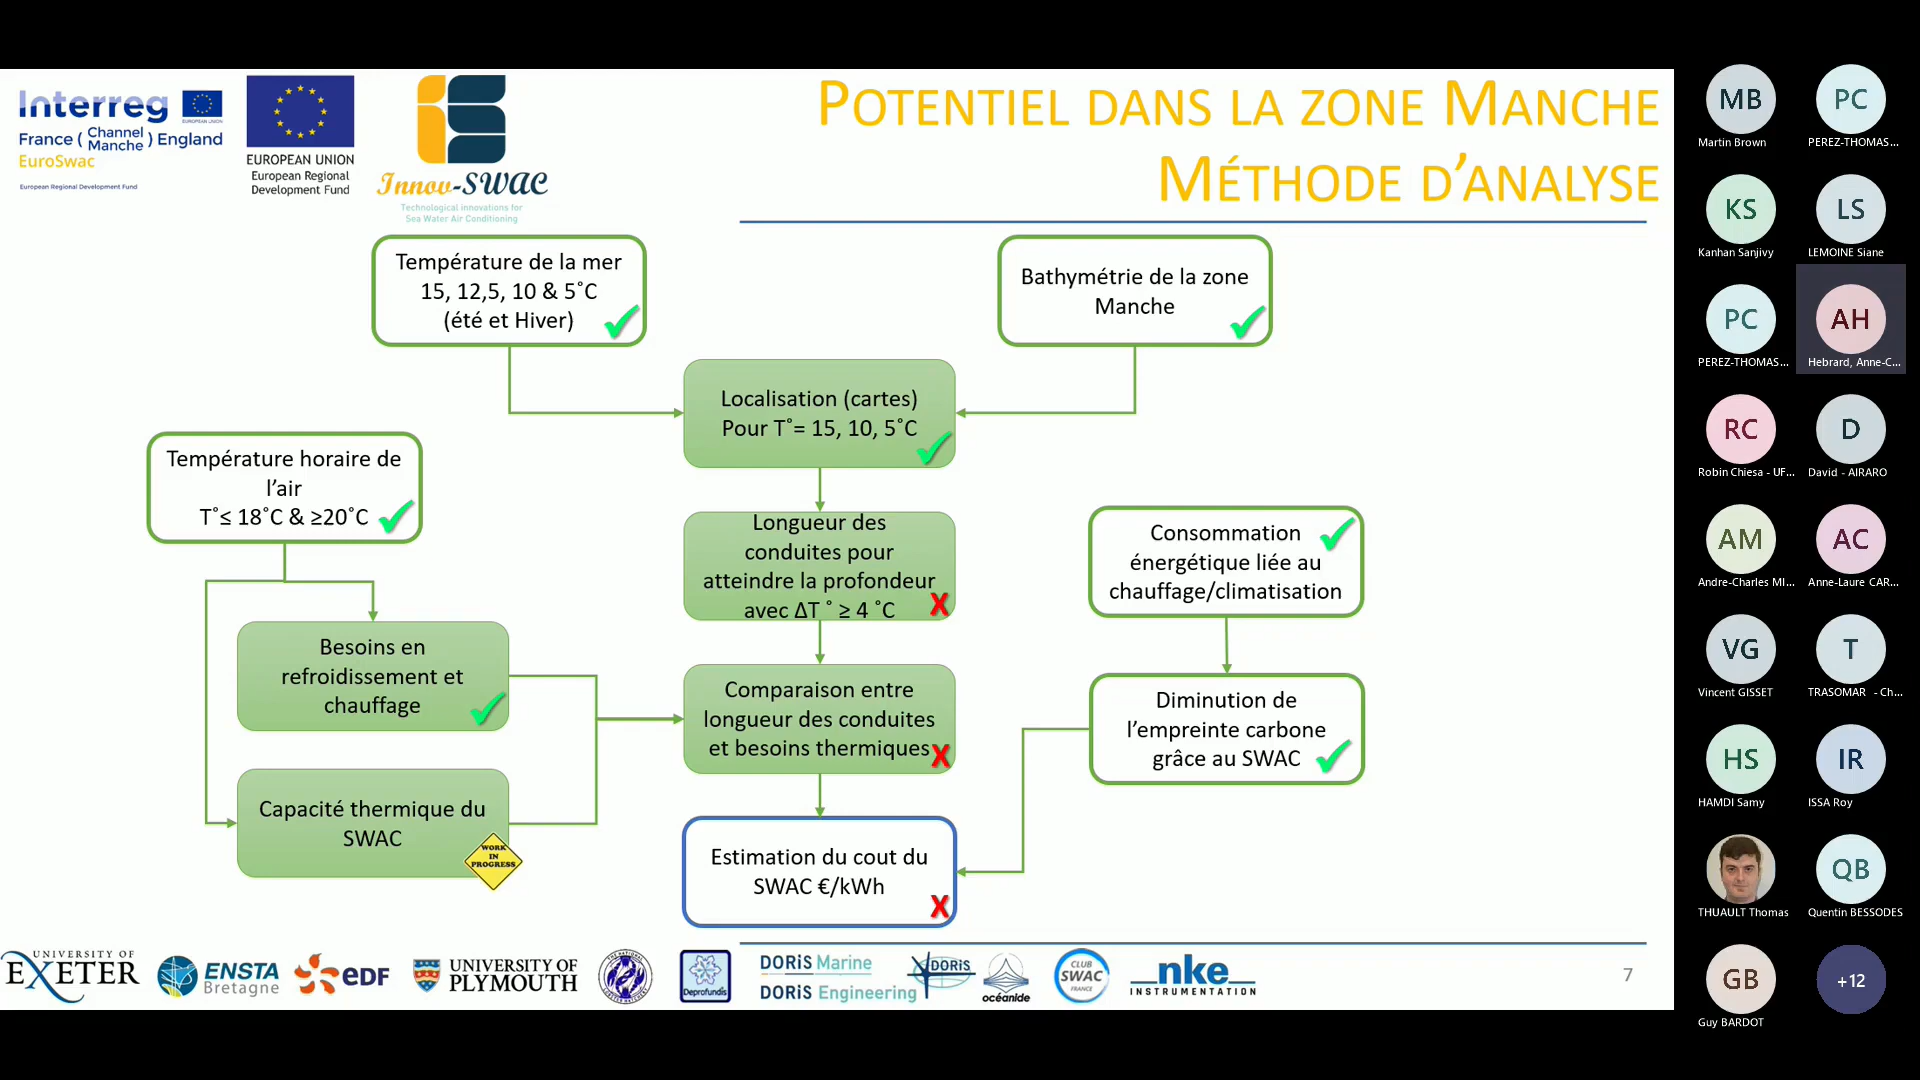 Interreg
EUROPEAN UNION
France ( Channel Manche ) England
EuroSwac
European Regional Development Fund
EUROPEAN UNION
European Regional
Development Fund
Innov-SWAC
Technological innovations for
Sea Water Air Conditioning
POTENTIEL DANS LA ZONE MANCHE
MÉTHODE D’ANALYSE
Température de la mer
15, 12,5, 10 & 5˚C
(été et Hiver)
Bathymétrie de la zone
Manche
Localisation (cartes)
Pour T˚= 15, 10, 5˚C
Température horaire de
l’air
T˚≤ 18˚C & ≥20˚C
Longueur des
conduites pour
atteindre la profondeur
avec ΔT ˚ ≥ 4 ˚C
X
Consommation
énergétique liée au
chauffage/climatisation
Besoins en
refroidissement et
chauffage
Comparaison entre
longueur des conduites
et besoins thermiques
X
Diminution de
l’empreinte carbone
grâce au SWAC
Capacité thermique du
SWAC
WORK
IN
PROGRESS
Estimation du cout du
SWAC €/kWh
X
UNIVERSITY OF
EXETER
ENSTA
Bretagne
eDF
UNIVERSITY OF
PLYMOUTH
Deprofundis
DORiS Marine
DORiS Engineering
DORiS
océanide
CLUB
SWAC
FRANCE
nke
INSTRUMENTATION
7
MB
Martin Brown
PC
PEREZ-THOMAS...
KS
Kanhan Sanjivy
LS
LEMOINE Siane
PC
PEREZ-THOMAS...
AH
Hebrard, Anne-C...
RC
Robin Chiesa - UF...
D
David - AIRARO
AM
Andre-Charles MI...
AC
Anne-Laure CAR...
VG
Vincent GISSET
T
TRASOMAR - Ch...
HS
HAMDI Samy
IR
ISSA Roy
THUAULT Thomas
QB
Quentin BESSODES
GB
Guy BARDOT
+12